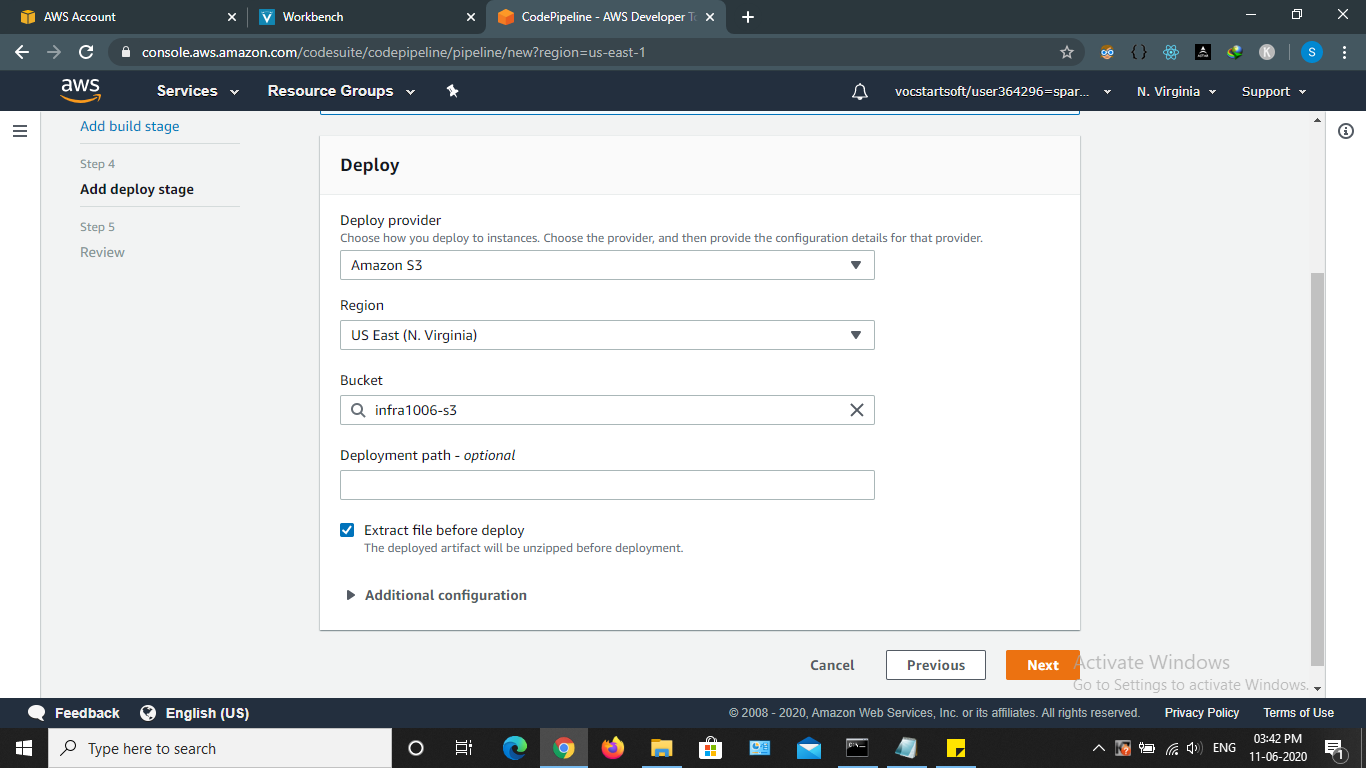 AWS Account
Workbench
CodePipeline - AWS Developer To
console.aws.amazon.com/codesuite/codepipeline/pipeline/new?region=us-east-1
S
K
aws
Services
Resource Groups
vocstartsoft/user364296=spar...
N. Virginia
Support
Add build stage
Step 4
Add deploy stage
Step 5
Review
Deploy
Deploy provider
Choose how you deploy to instances. Choose the provider, and then provide the configuration details for that provider.
Amazon S3
Region
US East (N. Virginia)
Bucket
infra1006-s3
Deployment path - optional
Extract file before deploy
The deployed artifact will be unzipped before deployment.
Additional configuration
Cancel
Previous
Next
Activate Windows
Go to Settings to activate Windows.
Feedback
English (US)
© 2008 - 2020, Amazon Web Services, Inc. or its affiliates. All rights reserved.
Privacy Policy
Terms of Use
Type here to search
ENG
03:42 PM
11-06-2020
1